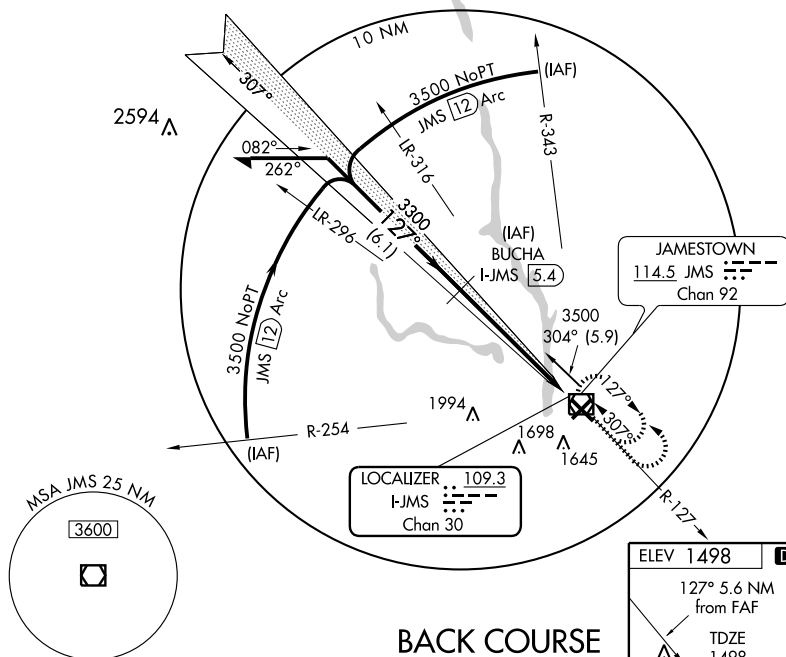 10 NM
307°
3500 NoPT
(IAF)
JMS 12 Arc
2594
082°
262°
LR-316
R-343
LR-296
3300
127°
(6.1)
(IAF)
BUCHA
I-JMS 5.4
JAMESTOWN
114.5 JMS
Chan 92
3500 NoPT
JMS 12 Arc
3500
304° (5.9)
127°
307°
1994
R-254
(IAF)
1698
1645
LOCALIZER 109.3
I-JMS
Chan 30
R-127
MSA JMS 25 NM
3600
ELEV 1498 D
127° 5.6 NM
from FAF
TDZE
1498
BACK COURSE